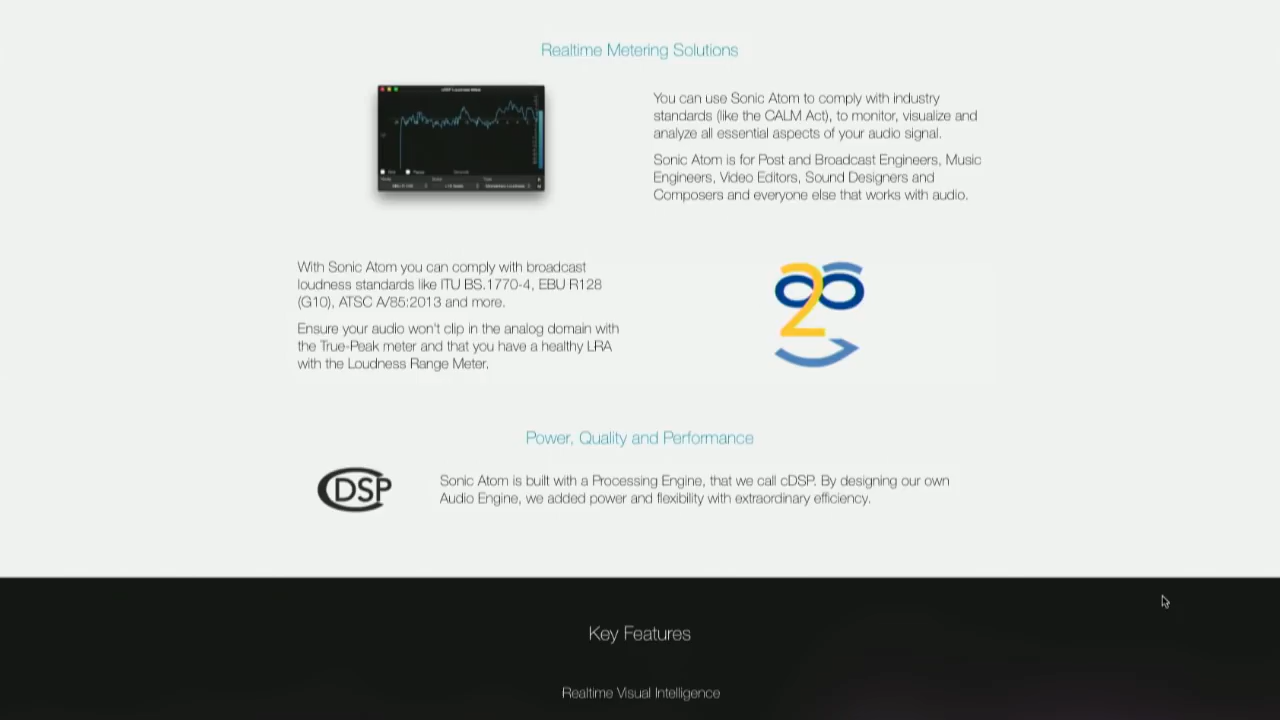 Realtime Metering Solutions
You can use Sonic Atom to comply with industry
standards (like the CALM Act), to monitor, visualize and
analyze all essential aspects of your audio signal.
Sonic Atom is for Post and Broadcast Engineers, Music
Engineers, Video Editors, Sound Designers and
Composers and everyone else that works with audio.
With Sonic Atom you can comply with broadcast
loudness standards like ITU BS.1770-4, EBU R128
(G10), ATSC A/85:2013 and more.
Ensure your audio won't clip in the analog domain with
the True-Peak meter and that you have a healthy LRA
with the Loudness Range Meter.
Power, Quality and Performance
CDSP
Sonic Atom is built with a Processing Engine, that we call cDSP. By designing our own
Audio Engine, we added power and flexibility with extraordinary efficiency.
Key Features
Realtime Visual Intelligence